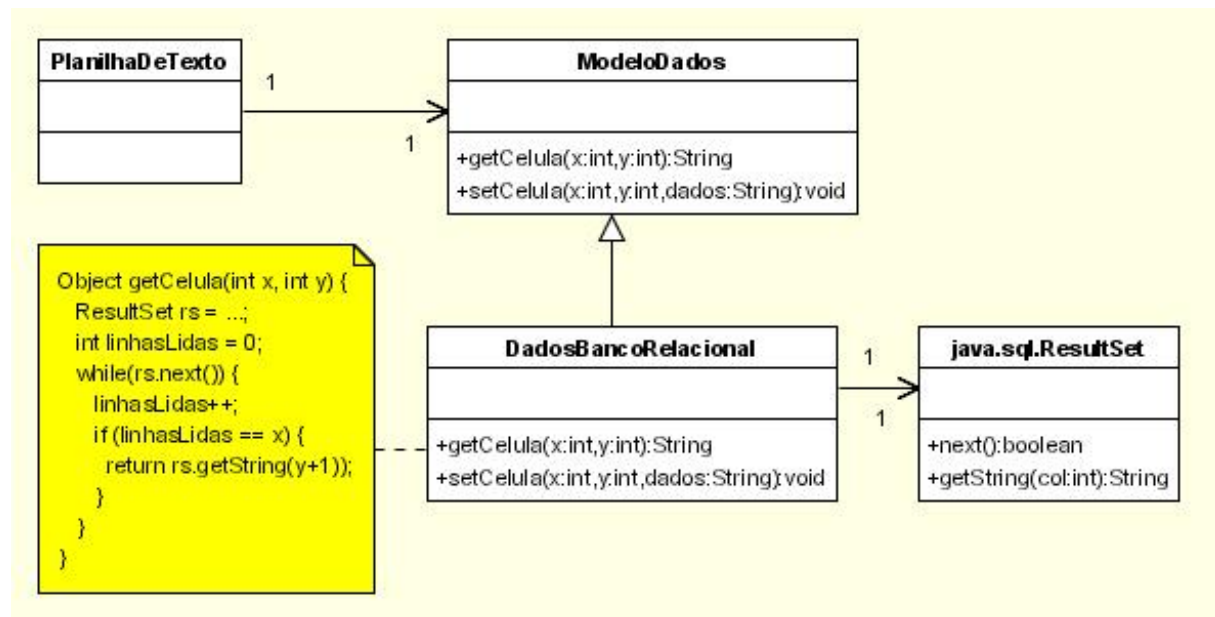 PlanilhaDeTexto
1
1
ModeloDados
+getCelula(x:int,y:int):String
+setCelula(x:int,y:int,dados:String):void
Object getCelula(int x, int y) {
ResultSet rs = ...;
int linhasLidas = 0;
while(rs.next()) {
linhasLidas++;
if (linhasLidas == x) {
return rs.getString(y+1));
}
}
}
DadosBancoRelacional
+getCelula(x:int,y:int):String
+setCelula(x:int,y:int,dados:String):void
1
1
java.sql.ResultSet
+next():boolean
+getString(col:int):String